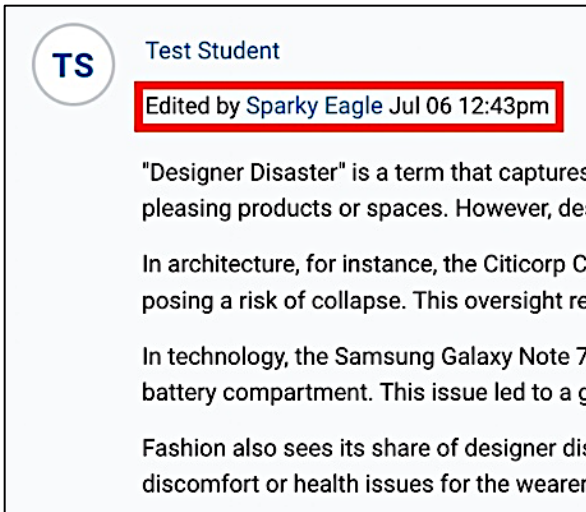 TS
Test Student
Edited by Sparky Eagle Jul 06 12:43pm
"Designer Disaster" is a term that captures
pleasing products or spaces. However, de
In architecture, for instance, the Citicorp C
posing a risk of collapse. This oversight re
In technology, the Samsung Galaxy Note 7
battery compartment. This issue led to a g
Fashion also sees its share of designer dis
discomfort or health issues for the wearer